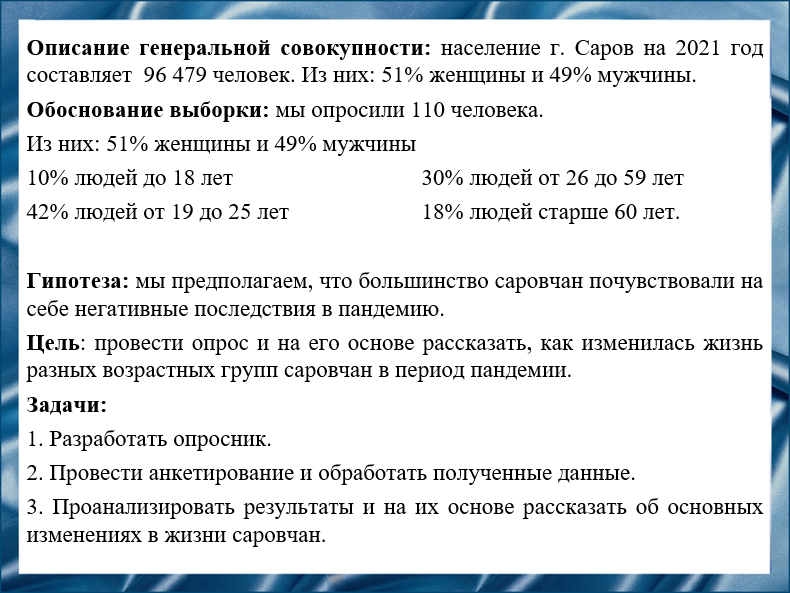 Описание генеральной совокупности: население г. Саров на 2021 год
составляет 96 479 человек. Из них: 51% женщины и 49% мужчины.
Обоснование выборки: мы опросили 110 человека.
Из них: 51% женщины и 49% мужчины
10% людей до 18 лет 30% людей от 26 до 59 лет
42% людей от 19 до 25 лет 18% людей старше 60 лет.
Гипотеза: мы предполагаем, что большинство саровчан почувствовали на
себе негативные последствия в пандемию.
Цель: провести опрос и на его основе рассказать, как изменилась жизнь
разных возрастных групп саровчан в период пандемии.
Задачи:
1. Разработать опросник.
2. Провести анкетирование и обработать полученные данные.
3. Проанализировать результаты и на их основе рассказать об основных
изменениях в жизни саровчан.